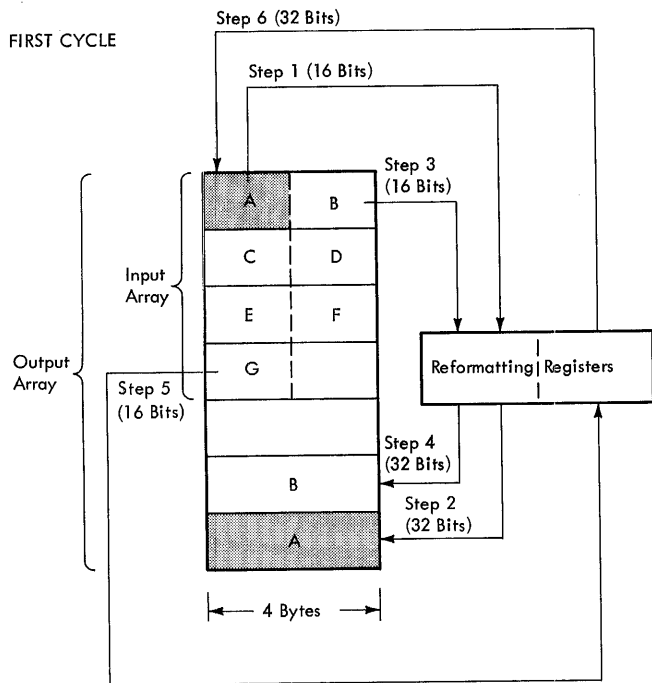 Step 6 (32 Bits)
FIRST CYCLE
Step 1 (16 Bits)
Step 3
(16 Bits)
A
B
C
D
Input
Array
E
F
Output
Array
G
Step 5
(16 Bits)
Reformatting
Registers
Step 4
(32 Bits)
B
Step 2
(32 Bits)
A
4 Bytes